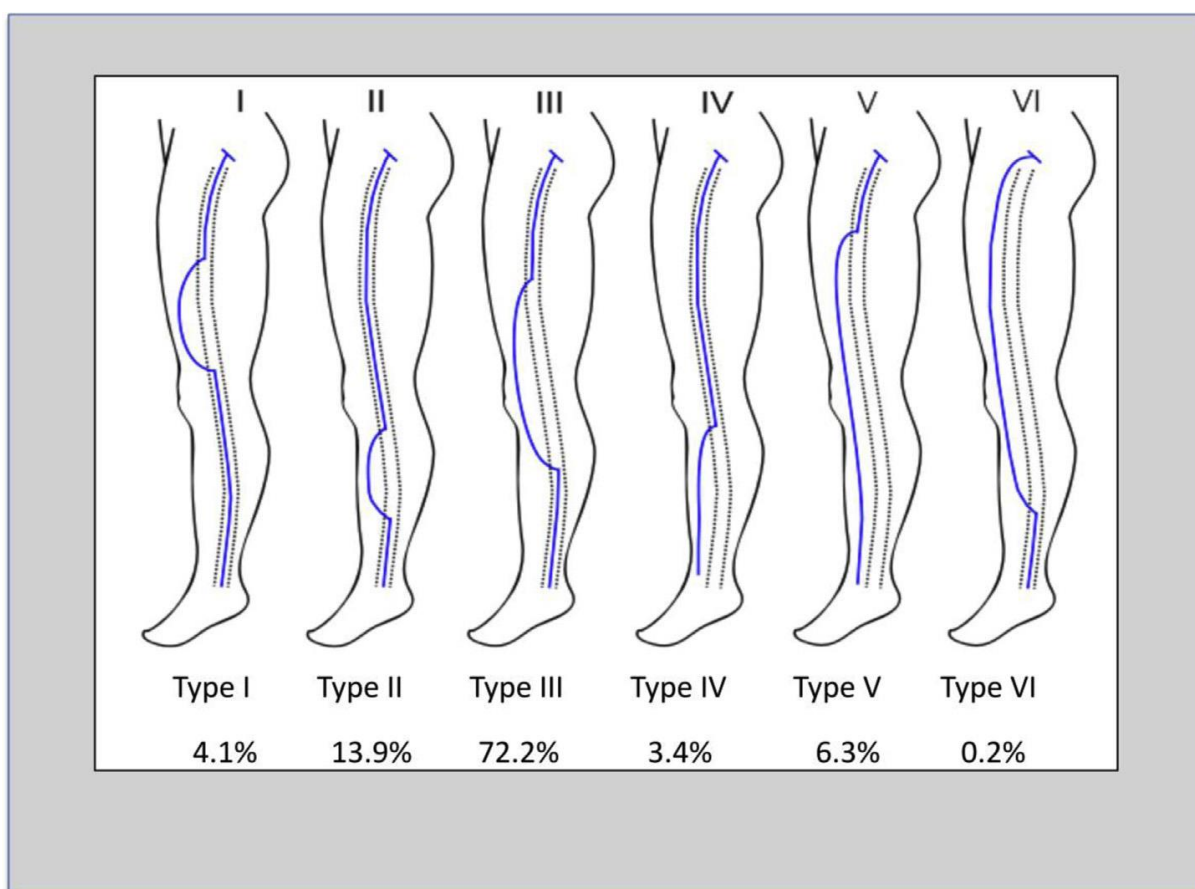 I II III IV V VI
Type I Type II Type III Type IV Type V Type VI
4.1% 13.9% 72.2% 3.4% 6.3% 0.2%